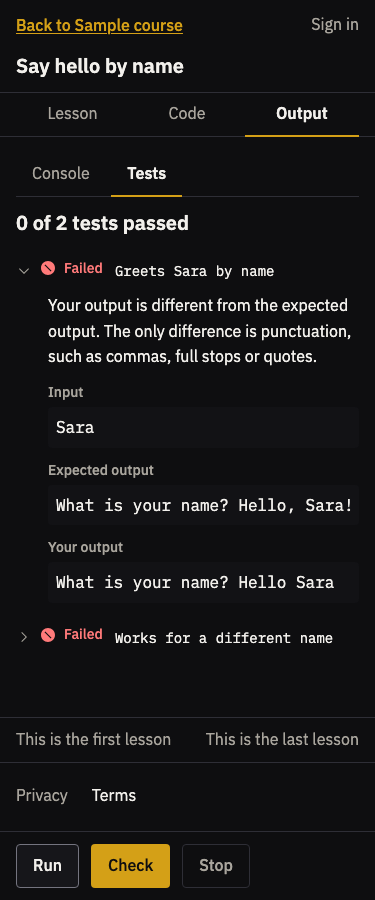 Back to Sample course
Sign in
Say hello by name
Lesson
Code
Output
Console
Tests
0 of 2 tests passed
Failed Greets Sara by name
Your output is different from the expected
output. The only difference is punctuation,
such as commas, full stops or quotes.
Input
Sara
Expected output
What is your name? Hello, Sara!
Your output
What is your name? Hello Sara
Failed Works for a different name
This is the first lesson
This is the last lesson
Privacy
Terms
Run
Check
Stop